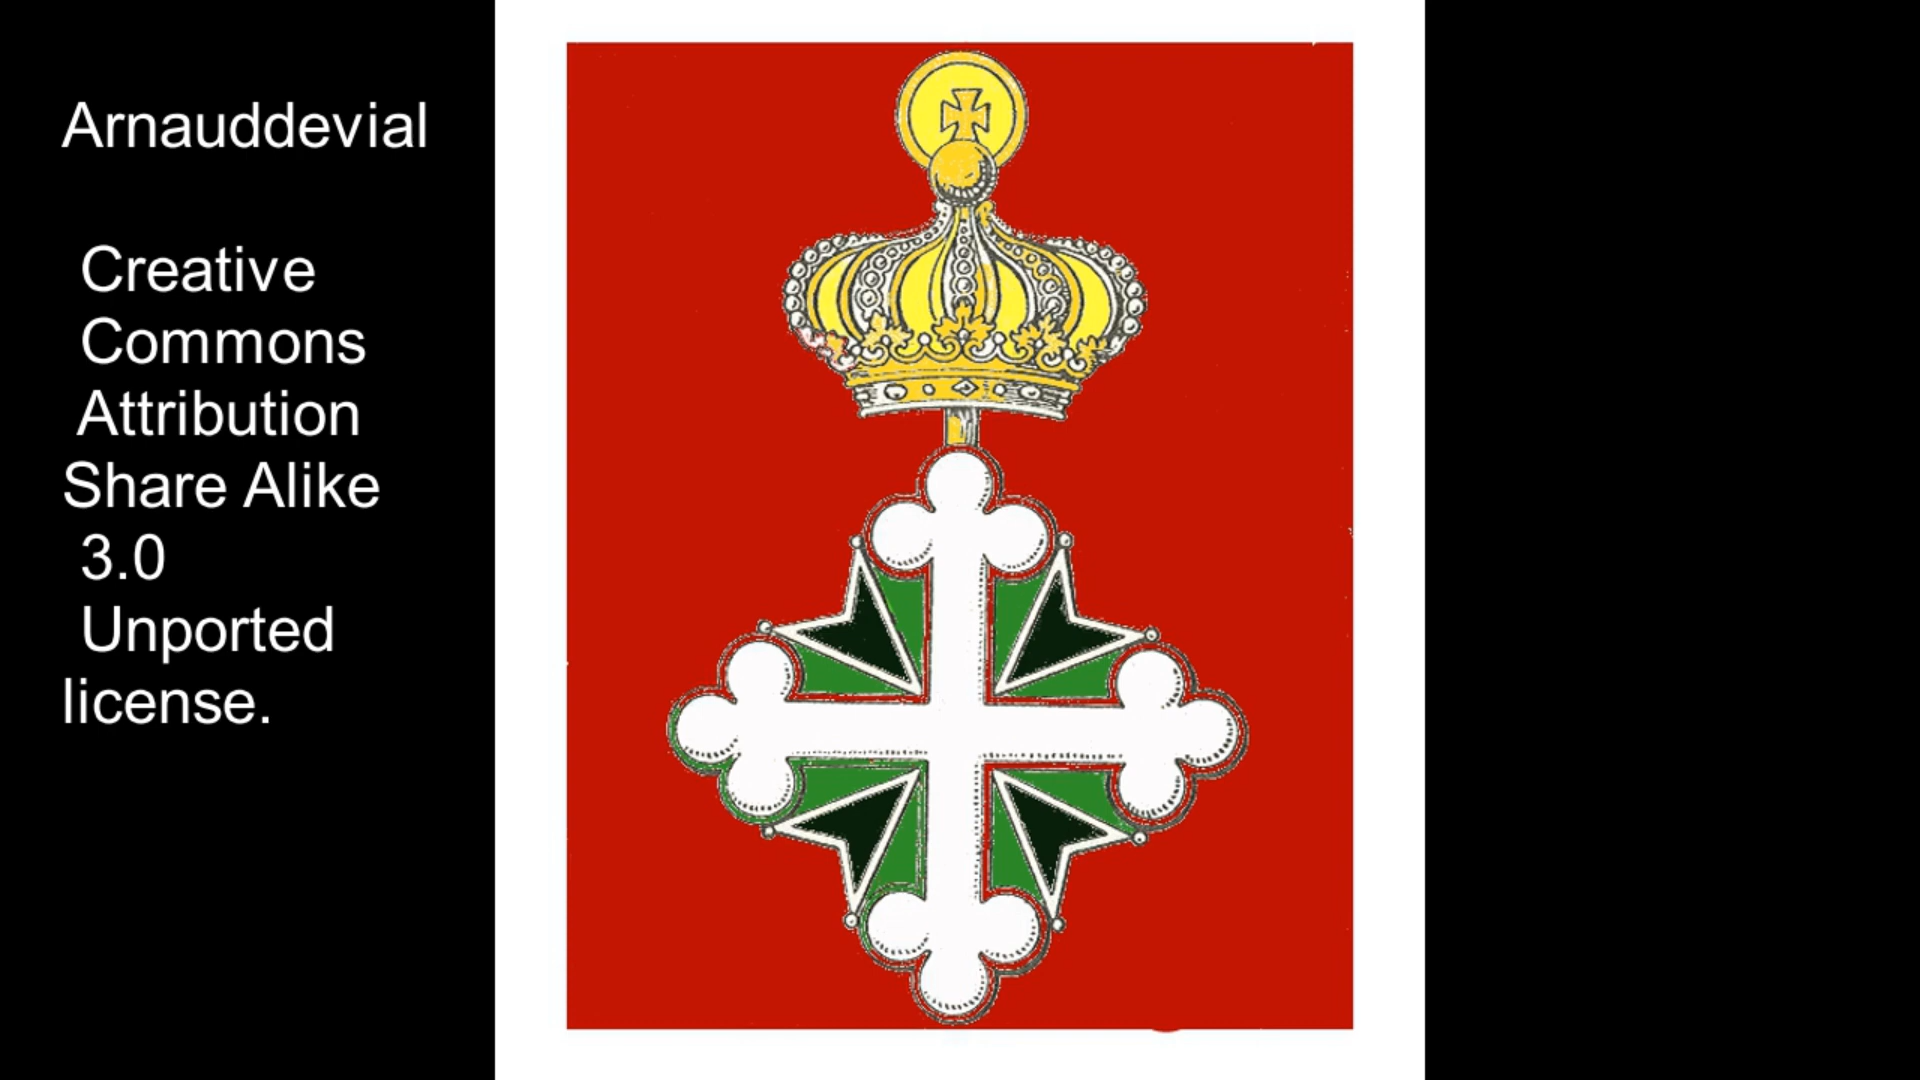 Arnauddevial
Creative
Commons
Attribution
Share Alike
3.0
Unported
license.